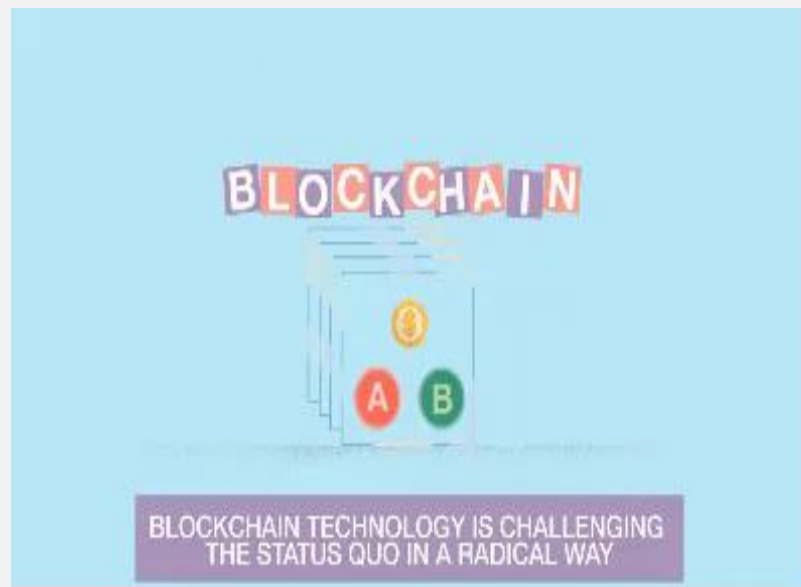 BLOCKCHAIN
A B
BLOCKCHAIN TECHNOLOGY IS CHALLENGING
THE STATUS QUO IN A RADICAL WAY